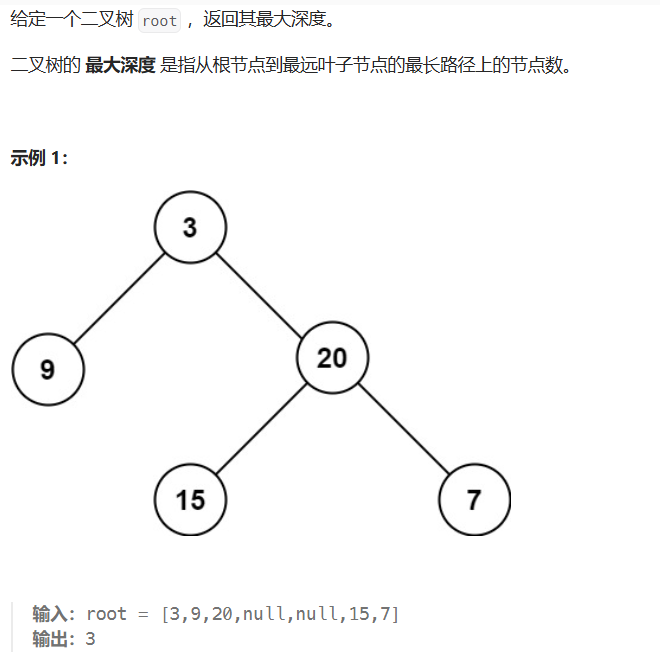 给定一个二叉树 root ，返回其最大深度。
二叉树的 最大深度 是指从根节点到最远叶子节点的最长路径上的节点数。
示例 1：
3
9
20
15
7
输入：root = [3,9,20,null,null,15,7]
输出：3